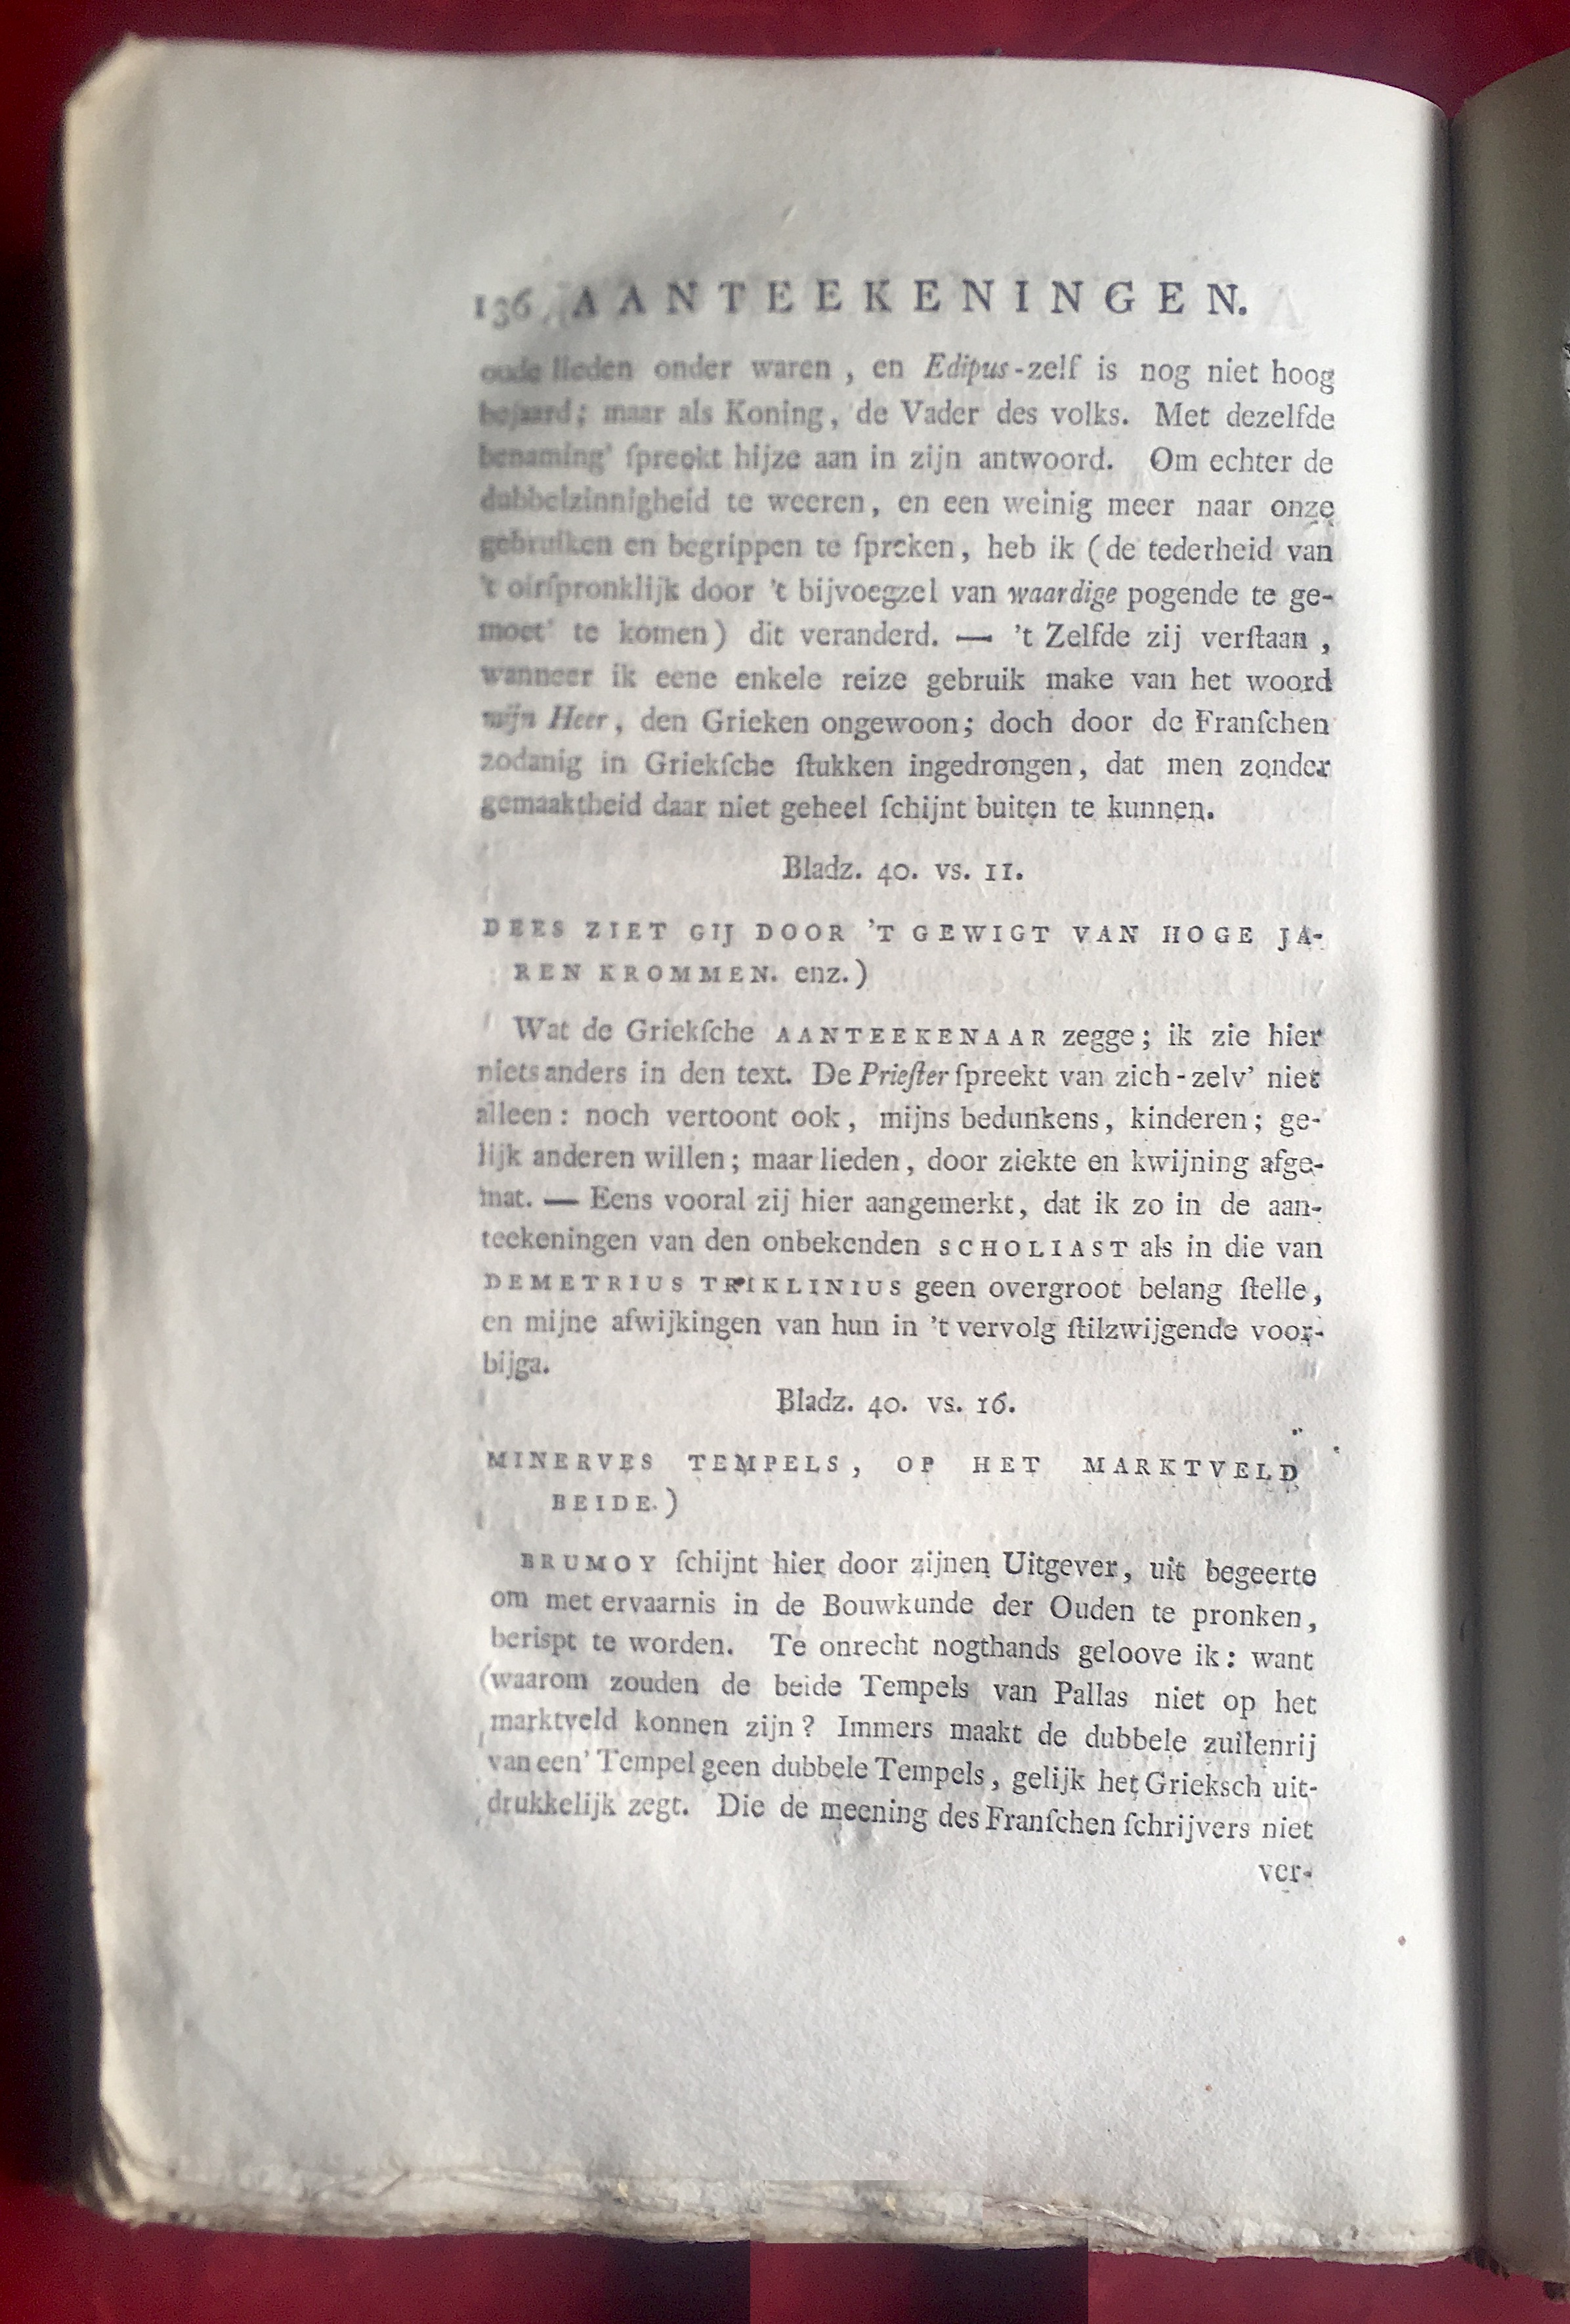 136 AANTEEKENINGEN.
oude lieden onder waren, en Edipus-zelf is nog niet hoog
bejaard; maar als Koning, de Vader des volks. Met dezelfde
benaming' ſpreekt hijze aan in zijn antwoord. Om echter de
dubbelzinnigheid te weeren, en een weinig meer naar onze
gebruiken en begrippen te ſpreken, heb ik (de tederheid van
't oirſpronklijk door 't bijvoegzel van waardige pogende te ge-
moet' te komen) dit veranderd. — 't Zelfde zij verſtaan,
wanneer ik eene enkele reize gebruik make van het woord
mijn Heer, den Grieken ongewoon; doch door de Franſchen
zodanig in Griekſche ſtukken ingedrongen, dat men zonder
gemaaktheid daar niet geheel ſchijnt buiten te kunnen.
Bladz. 40. vs. 11.
DEES ZIET GIJ DOOR 'T GEWIGT VAN HOGE JA-
REN KROMMEN. enz.)
Wat de Griekſche AANTEEKENAAR zegge; ik zie hier
niets anders in den text. De Prieſter ſpreekt van zich-zelv' niet
alleen: noch vertoont ook, mijns bedunkens, kinderen; ge-
lijk anderen willen; maar lieden, door ziekte en kwijning afge-
mat. — Eens vooral zij hier aangemerkt, dat ik zo in de aan-
teekeningen van den onbekenden SCHOLIAST als in die van
DEMETRIUS TRIKLINIUS geen overgroot belang ſtelle,
en mijne afwijkingen van hun in 't vervolg ſtilzwijgende voor-
bijga.
Bladz. 40. vs. 16.
MINERVES TEMPELS, OP HET MARKTVELD
BEIDE.)
BRUMOY ſchijnt hier door zijnen Uitgever, uit begeerte
om met ervaarnis in de Bouwkunde der Ouden te pronken,
berispt te worden. Te onrecht nogthands geloove ik: want
(waarom zouden de beide Tempels van Pallas niet op het
marktveld konnen zijn? Immers maakt de dubbele zuilenrij
van een' Tempel geen dubbele Tempels, gelijk het Grieksch uit-
drukkelijk zegt. Die de meening des Franſchen ſchrijvers niet
ver-